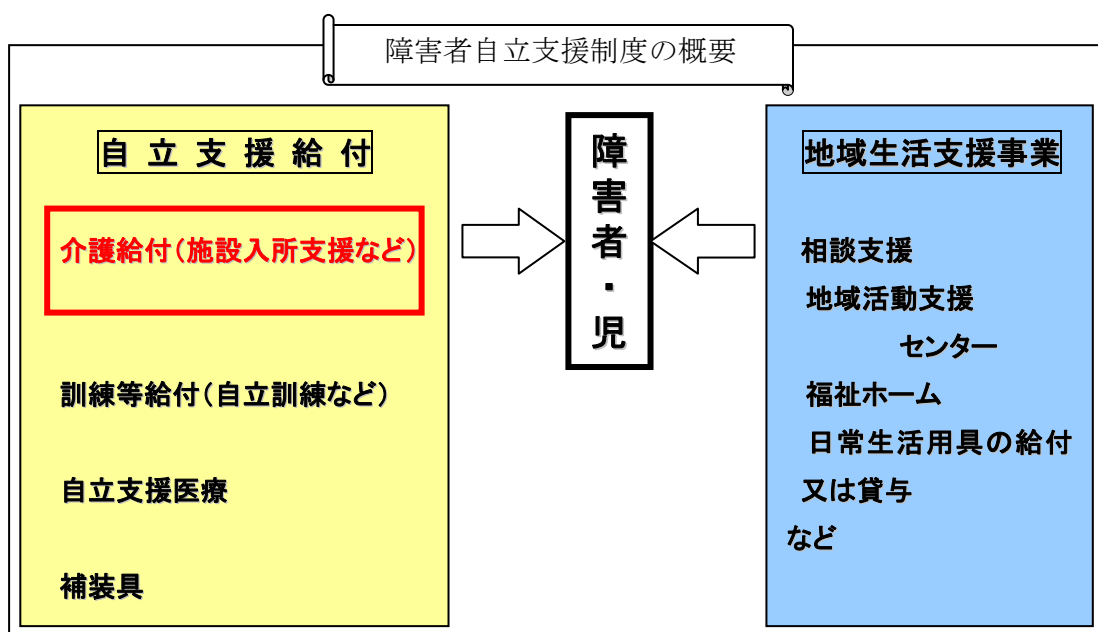 障害者自立支援制度の概要
自立支援給付
介護給付(施設入所支援など)
訓練等給付(自立訓練など)
自立支援医療
補装具
障害者・児
地域生活支援事業
相談支援
地域活動支援
センター
福祉ホーム
日常生活用具の給付
又は貸与
など